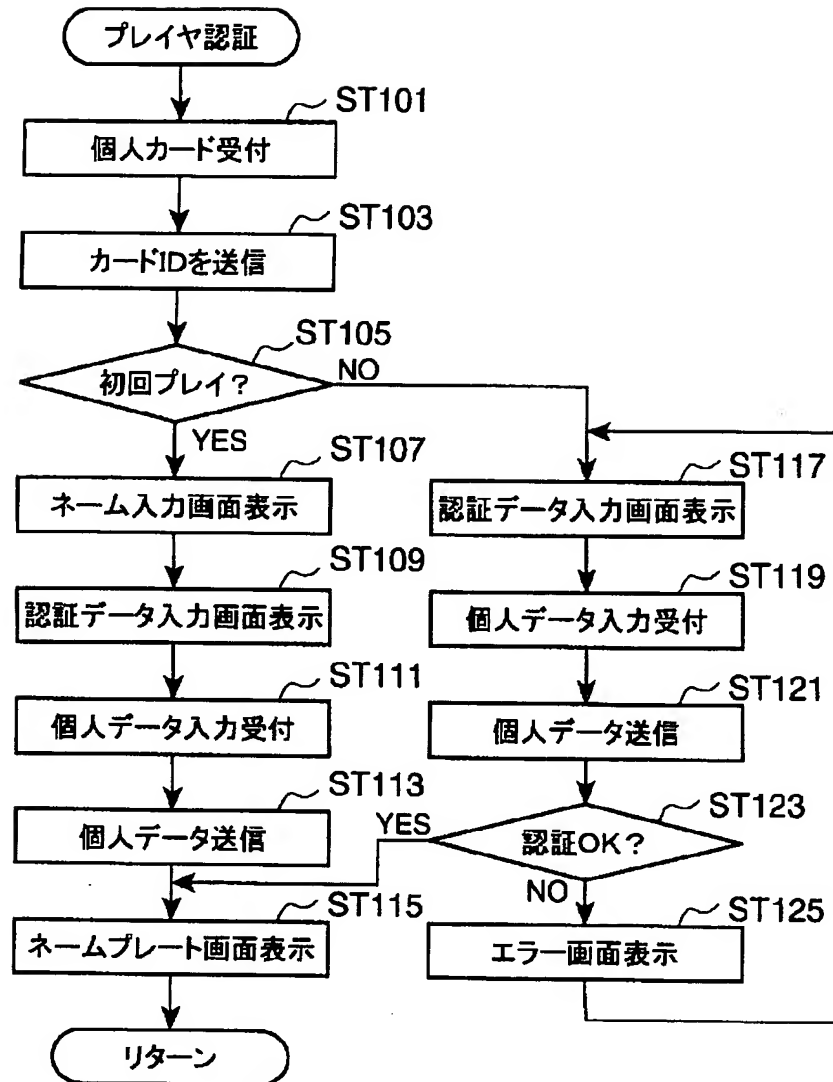 プレイヤ認証
ST101
個人カード受付
ST103
カードIDを送信
ST105
初回プレイ?
NO
YES
ST107
ネーム入力画面表示
ST109
認証データ入力画面表示
ST111
個人データ入力受付
ST113
個人データ送信
ST115
ネームプレート画面表示
リターン
ST117
認証データ入力画面表示
ST119
個人データ入力受付
ST121
個人データ送信
ST123
認証OK?
YES
NO
ST125
エラー画面表示